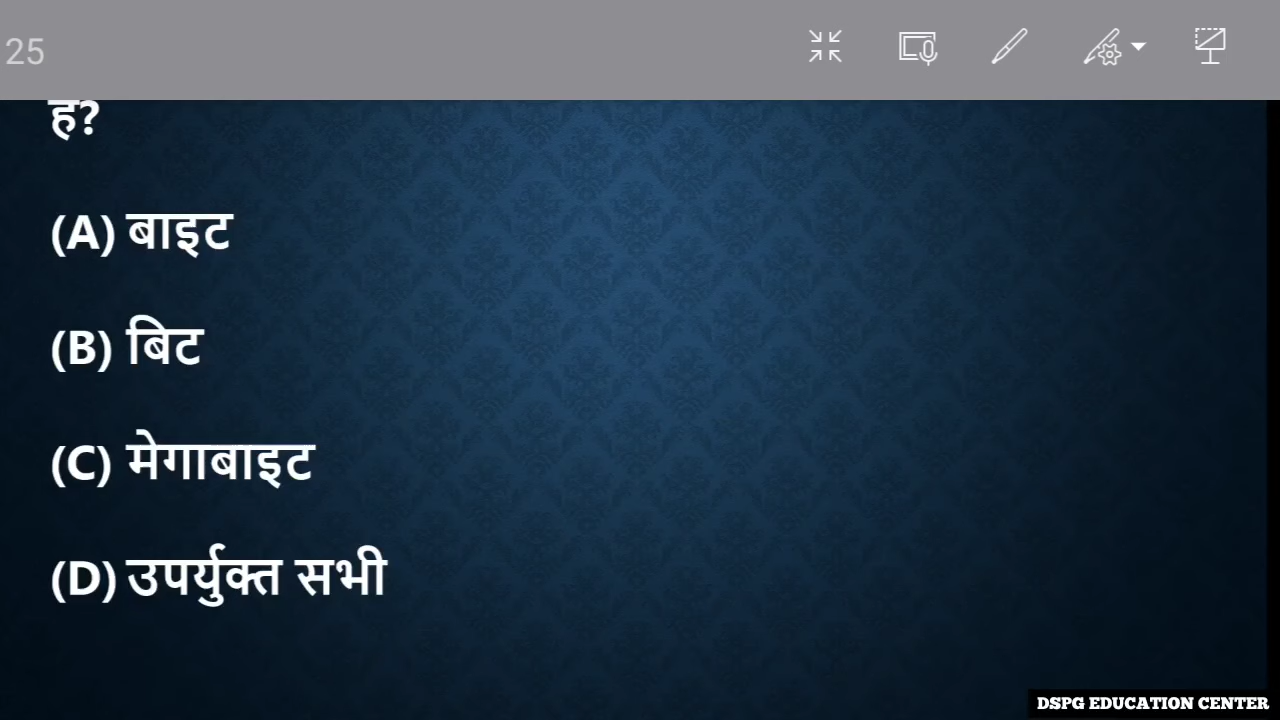 25
ह?
(A) बाइट
(B) बिट
(C) मेगाबाइट
(D) उपर्युक्त सभी
DSPG EDUCATION CENTER